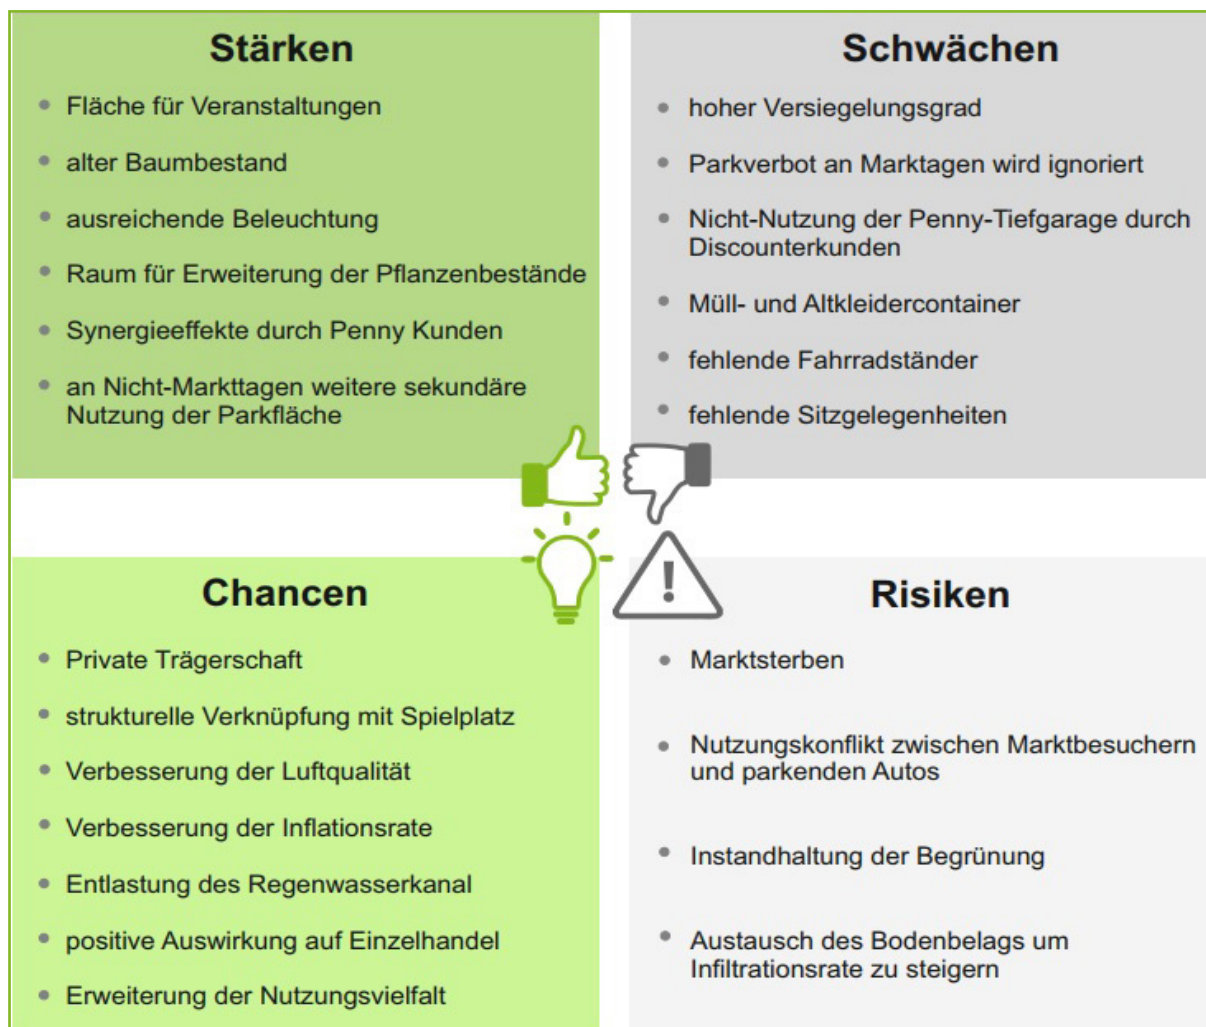 Stärken
Fläche für Veranstaltungen
alter Baumbestand
ausreichende Beleuchtung
Raum für Erweiterung der Pflanzenbestände
Synergieeffekte durch Penny Kunden
an Nicht-Markttagen weitere sekundäre
Nutzung der Parkfläche
Schwächen
hoher Versiegelungsgrad
Parkverbot an Marktagen wird ignoriert
Nicht-Nutzung der Penny-Tiefgarage durch
Discounterkunden
Müll- und Altkleidercontainer
fehlende Fahrradständer
fehlende Sitzgelegenheiten
Chancen
Private Trägerschaft
strukturelle Verknüpfung mit Spielplatz
Verbesserung der Luftqualität
Verbesserung der Inflationsrate
Entlastung des Regenwasserkanal
positive Auswirkung auf Einzelhandel
Erweiterung der Nutzungsvielfalt
Risiken
Marktsterben
Nutzungskonflikt zwischen Marktbesuchern
und parkenden Autos
Instandhaltung der Begrünung
Austausch des Bodenbelags um
Infiltrationsrate zu steigern